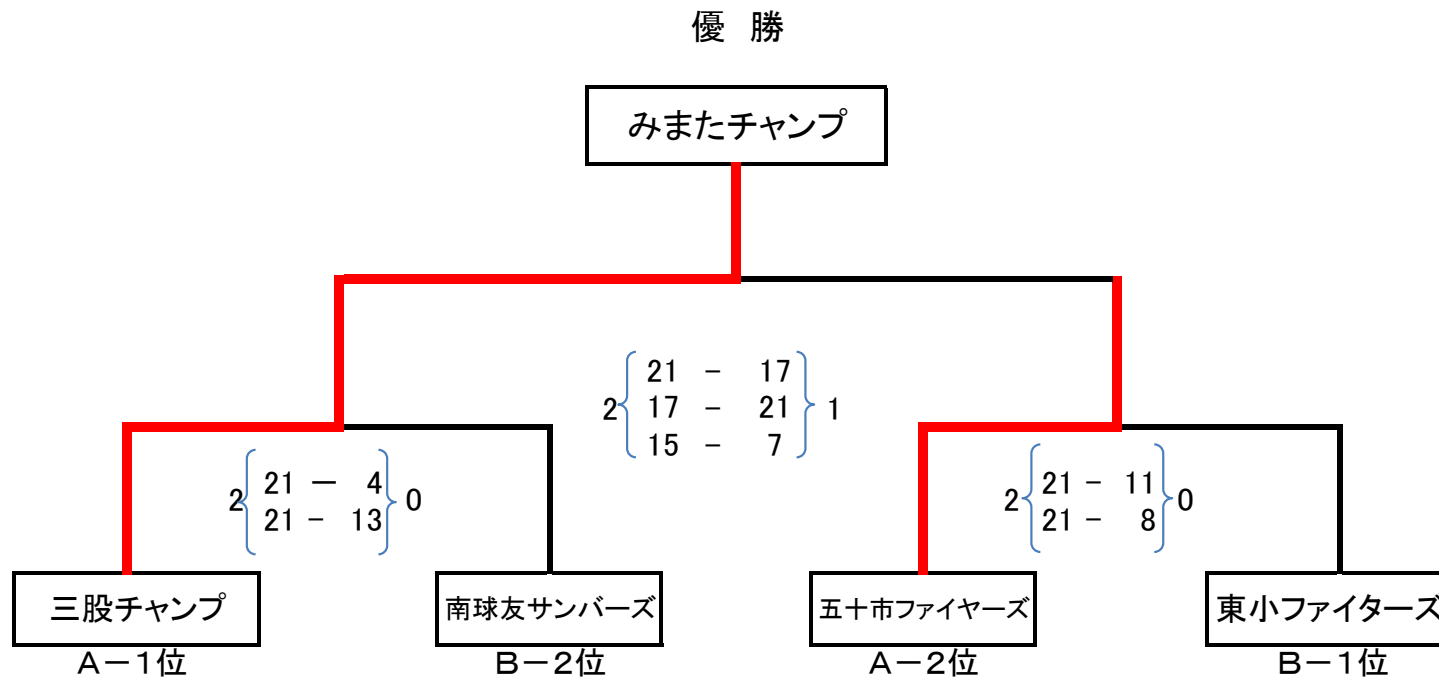 優 勝
みまたチャンプ
21 － 17
2 17 － 21 1
15 － 7
2 21 － 4 0
21 － 13
2 21 － 11 0
21 － 8
三股チャンプ 南球友サンバーズ 五十市ファイヤーズ 東小ファイターズ
A－1位 B－2位 A－2位 B－1位